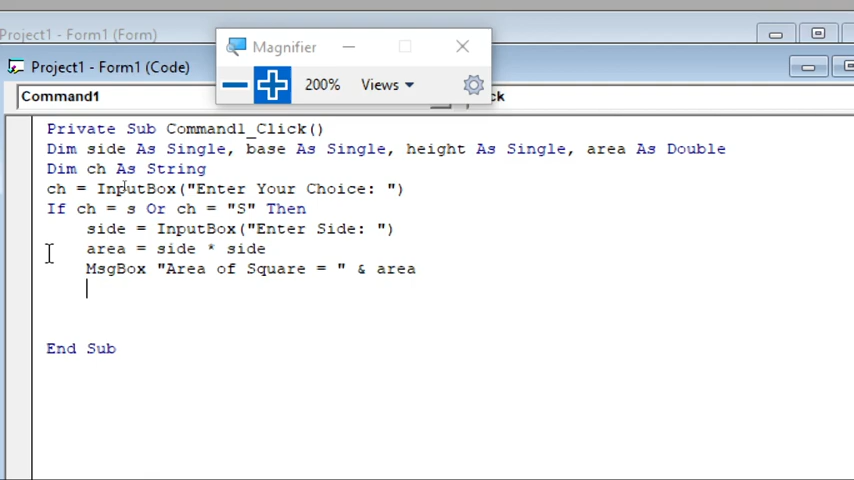 Project1 - Form1 (Form)
Magnifier
Project1 - Form1 (Code)
200% Views
Command1
Private Sub Command1_Click()
Dim side As Single, base As Single, height As Single, area As Double
Dim ch As String
ch = InputBox("Enter Your Choice: ")
If ch = s Or ch = "S" Then
side = InputBox("Enter Side: ")
area = side * side
MsgBox "Area of Square = " & area
End Sub